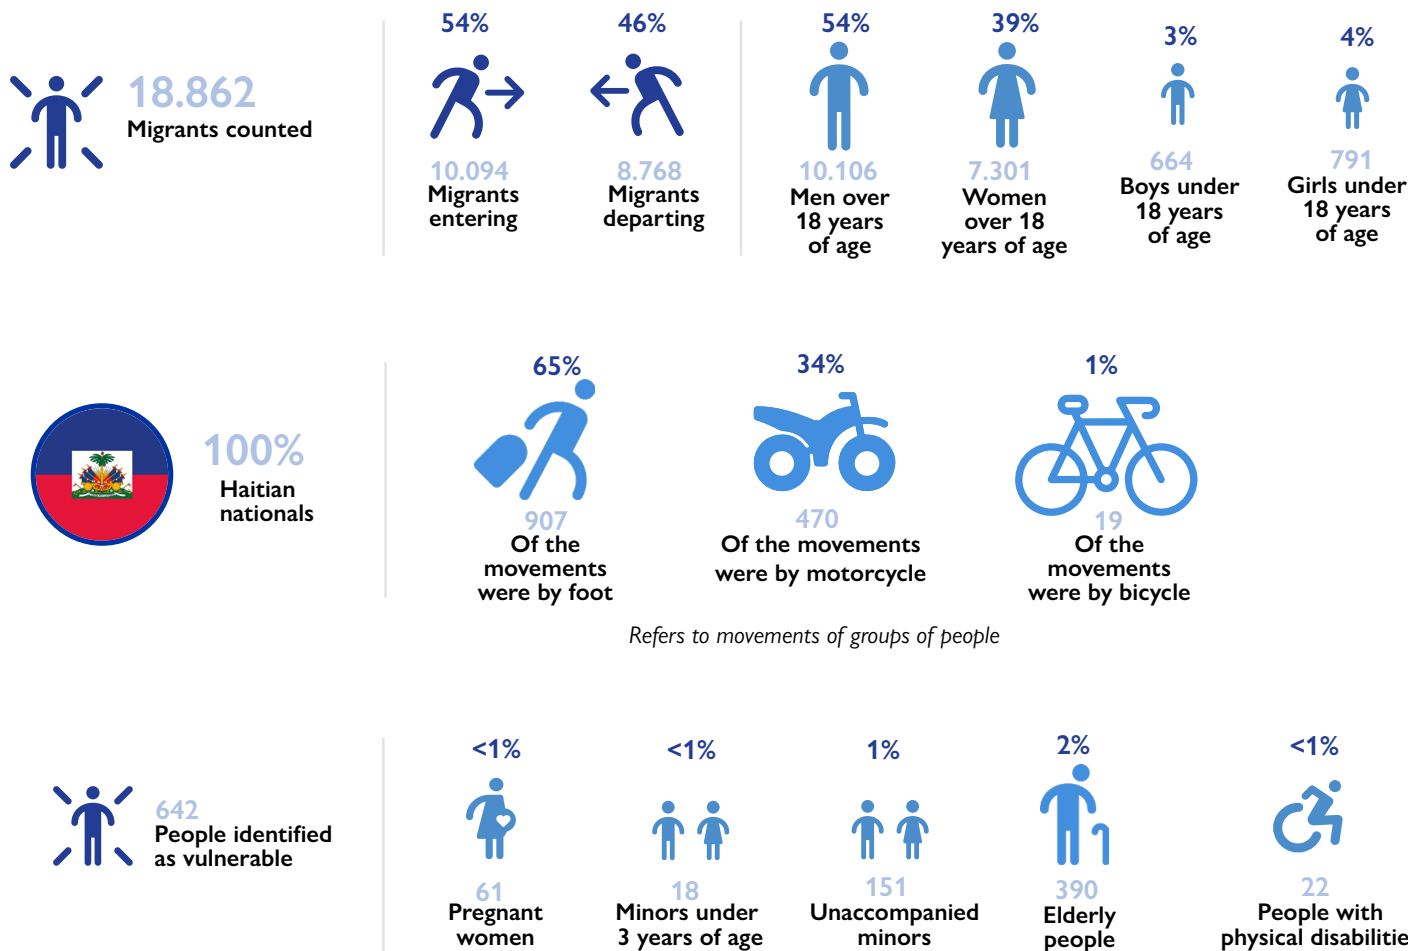 54%
46%
54%
39%
3%
4%
18.862
Migrants counted
10.094
Migrants
entering
8.768
Migrants
departing
10.106
Men over
18 years
of age
7.301
Women
over 18
years of age
664
Boys under
18 years
of age
791
Girls under
18 years
of age
65%
34%
1%
100%
Haitian
nationals
907
Of the
movements
were by foot
470
Of the movements
were by motorcycle
19
Of the
movements
were by bicycle
Refers to movements of groups of people
<1%
<1%
1%
2%
<1%
642
People identified
as vulnerable
61
Pregnant
women
18
Minors under
3 years of age
151
Unaccompanied
minors
390
Elderly
people
22
People with
physical disabilitie